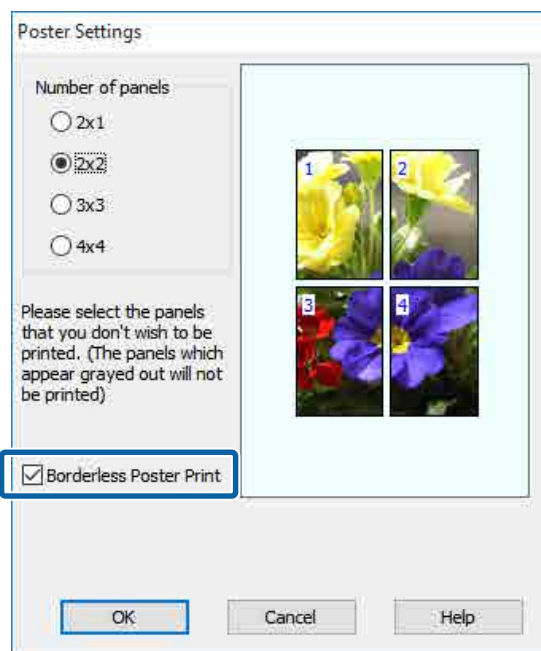 Poster Settings
Number of panels
2x1
2x2
3x3
4x4
1
2
3
4
Please select the panels
that you don't wish to be
printed. (The panels which
appear grayed out will not
be printed)
Borderless Poster Print
OK
Cancel
Help